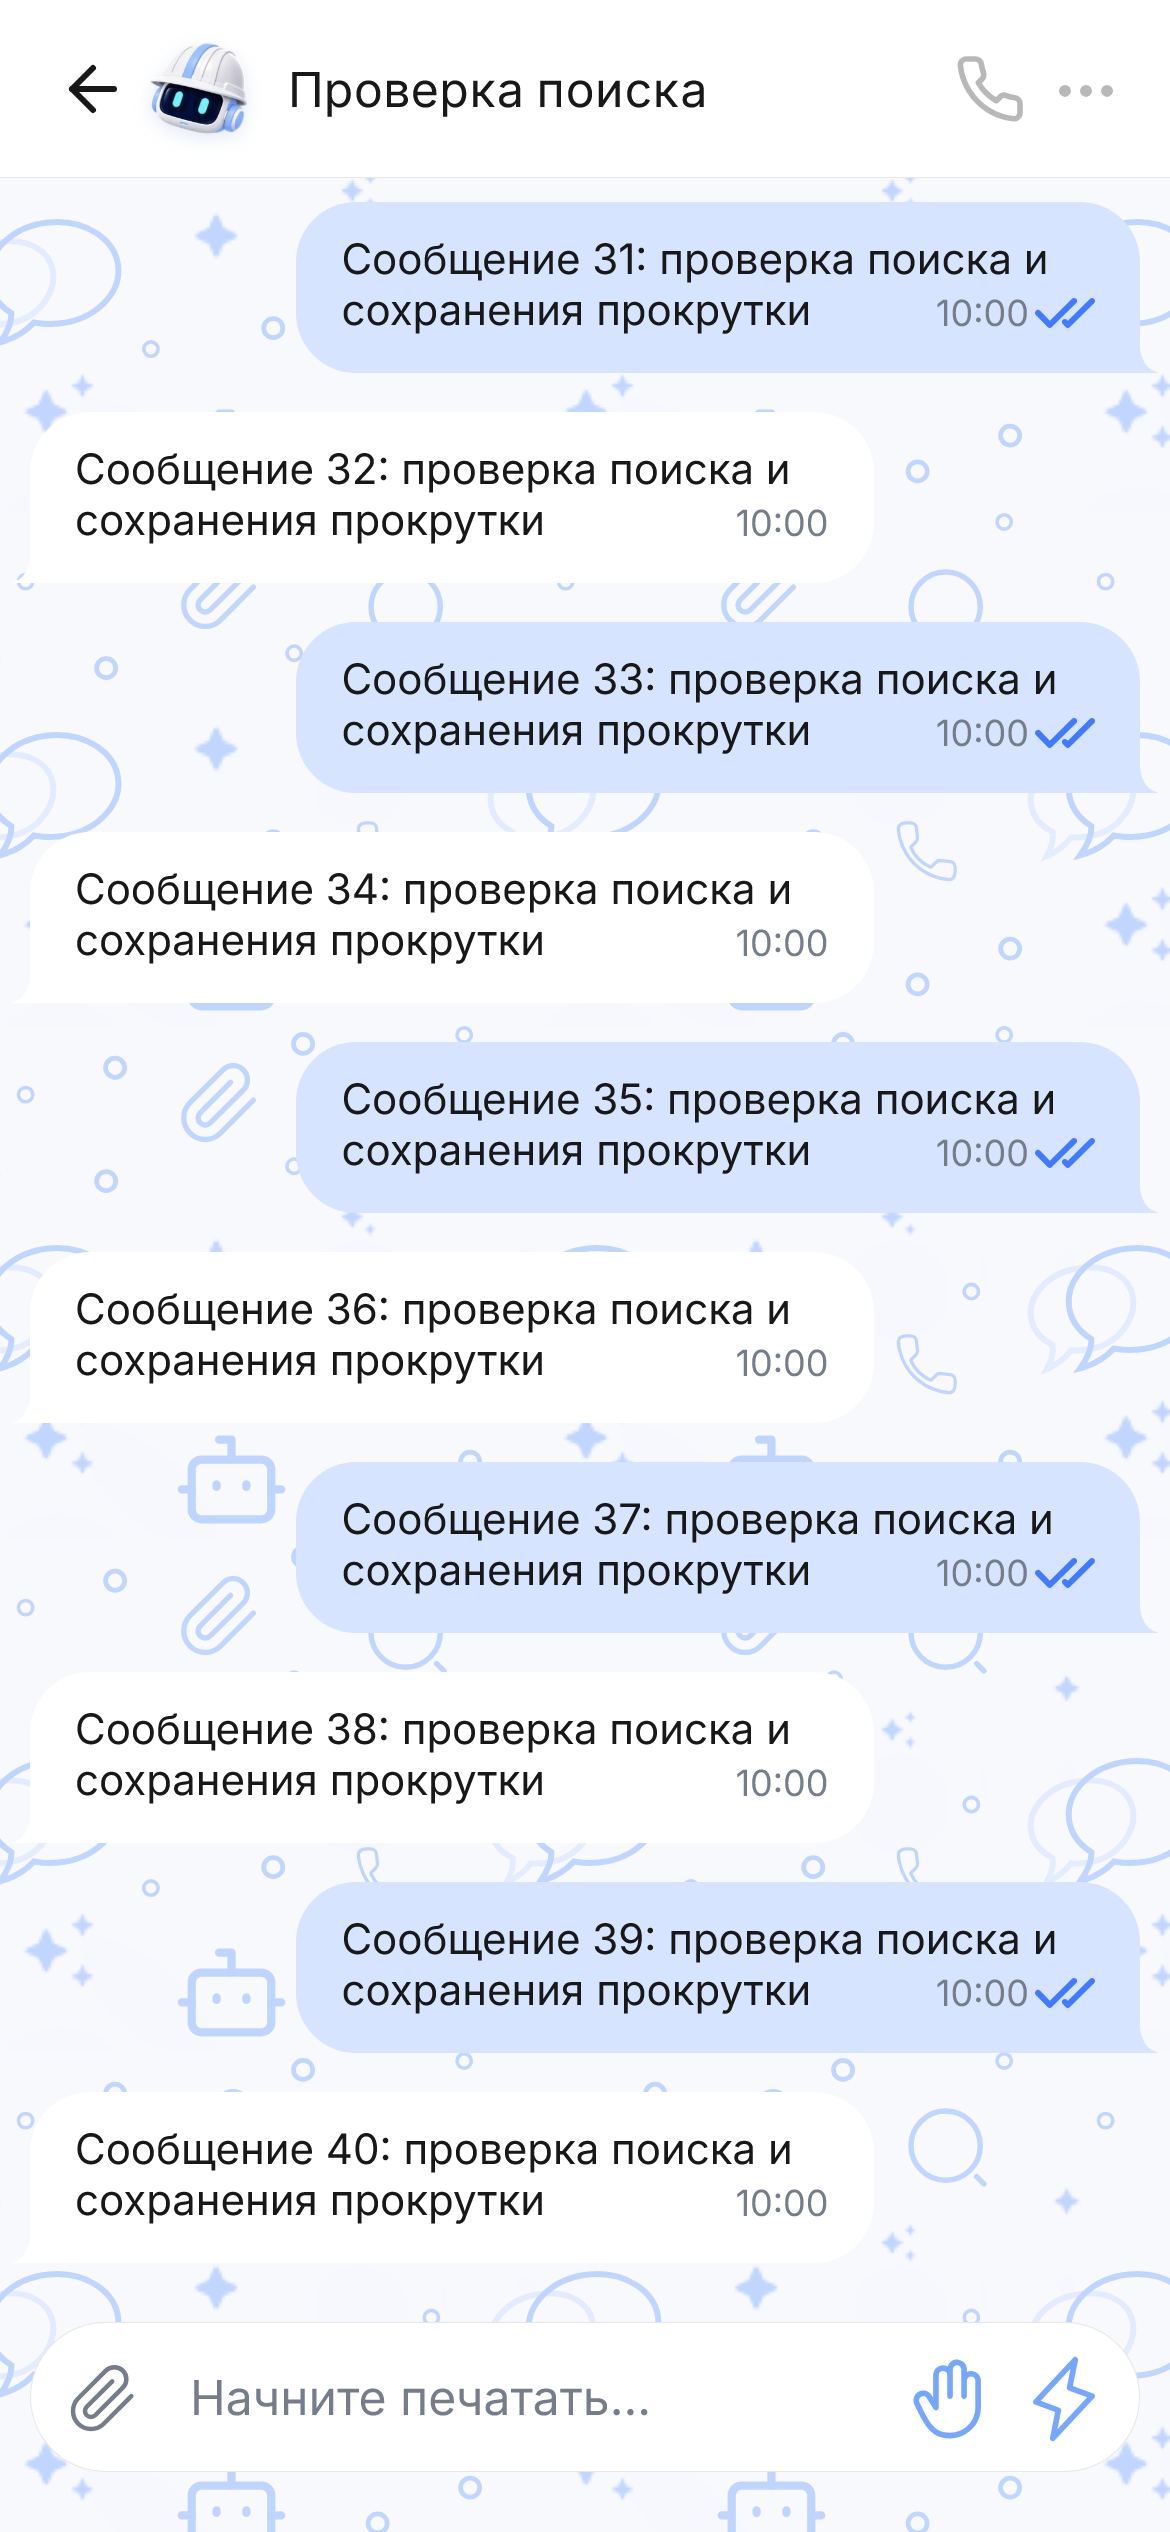 Проверка поиска
Сообщение 31: проверка поиска и
сохранения прокрутки 10:00
Сообщение 32: проверка поиска и
сохранения прокрутки 10:00
Сообщение 33: проверка поиска и
сохранения прокрутки 10:00
Сообщение 34: проверка поиска и
сохранения прокрутки 10:00
Сообщение 35: проверка поиска и
сохранения прокрутки 10:00
Сообщение 36: проверка поиска и
сохранения прокрутки 10:00
Сообщение 37: проверка поиска и
сохранения прокрутки 10:00
Сообщение 38: проверка поиска и
сохранения прокрутки 10:00
Сообщение 39: проверка поиска и
сохранения прокрутки 10:00
Сообщение 40: проверка поиска и
сохранения прокрутки 10:00
Начните печатать...